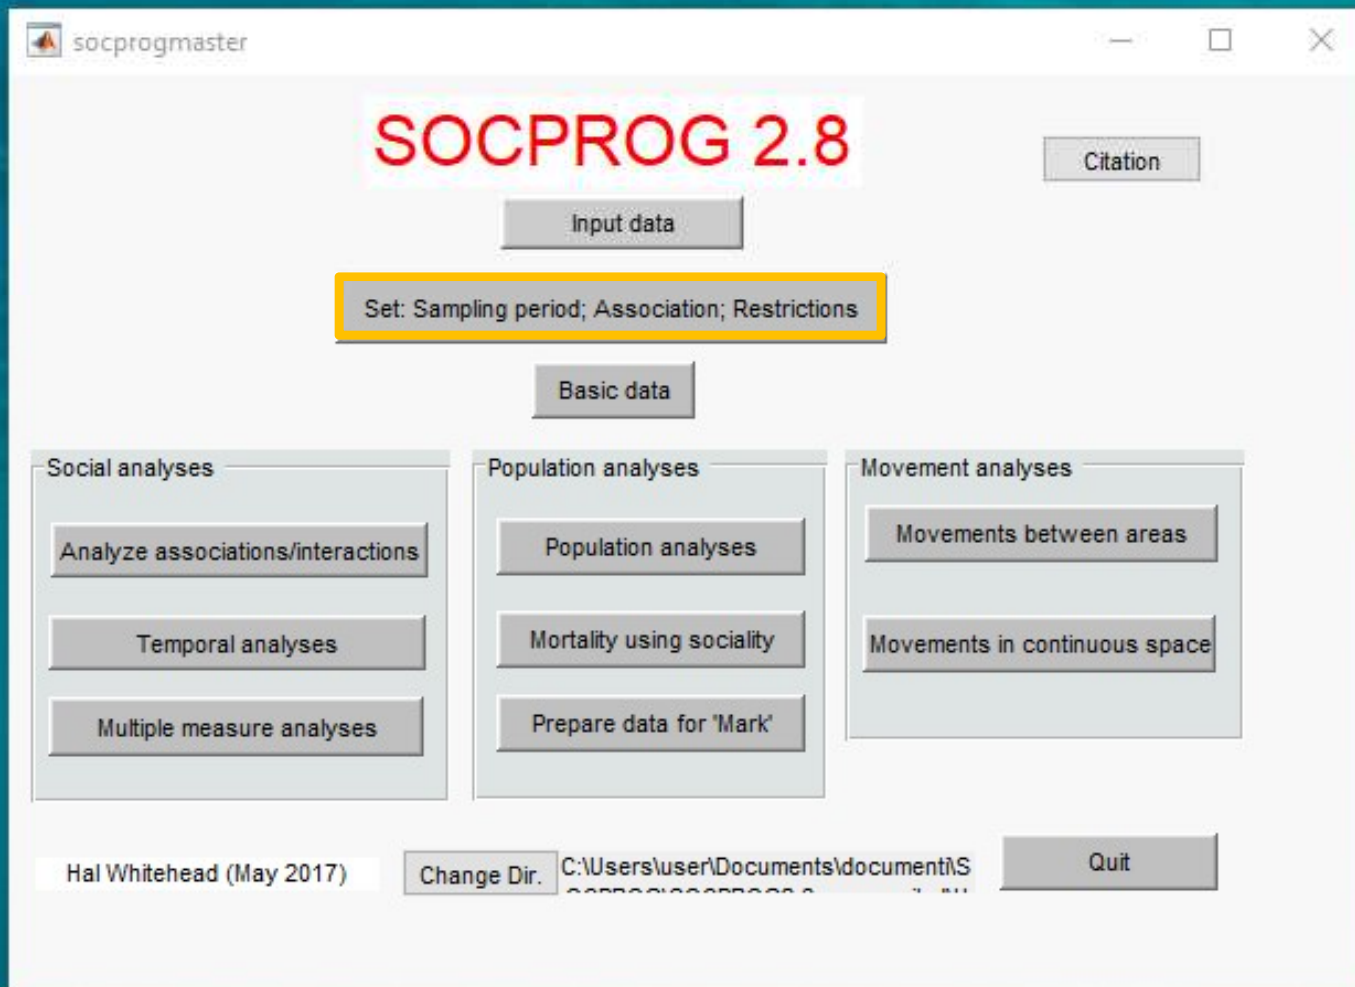 socprogmaster
SOCPROG 2.8
Citation
Input data
Set: Sampling period; Association; Restrictions
Basic data
Social analyses
Analyze associations/interactions
Temporal analyses
Multiple measure analyses
Population analyses
Population analyses
Mortality using sociality
Prepare data for 'Mark'
Movement analyses
Movements between areas
Movements in continuous space
Hal Whitehead (May 2017)
Change Dir.
C:\Users\user\Documents\documenti\S
Quit